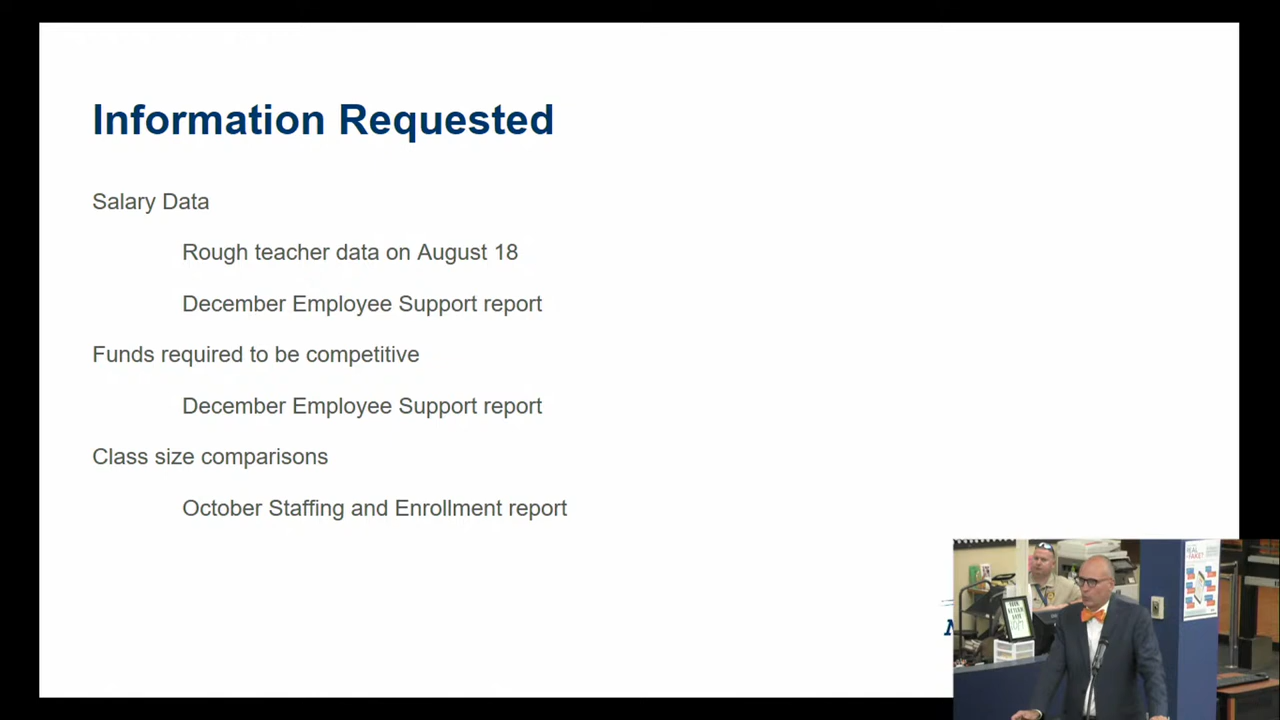 Information Requested
Salary Data
Rough teacher data on August 18
December Employee Support report
Funds required to be competitive
December Employee Support report
Class size comparisons
October Staffing and Enrollment report